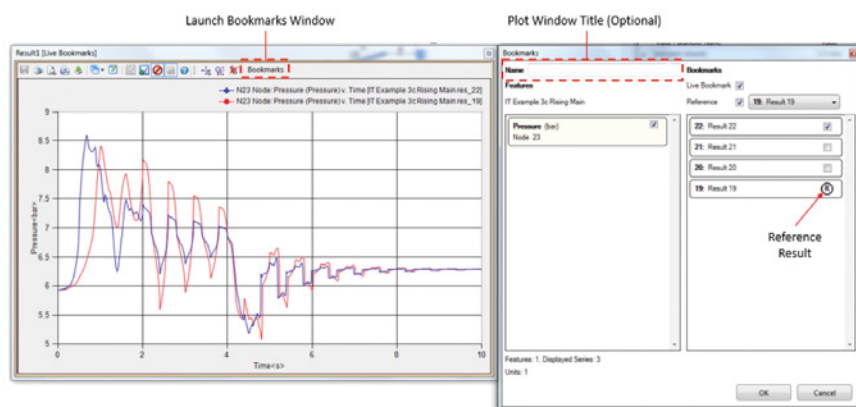 Launch Bookmarks Window
Plot Window Title (Optional)
Result1 [Live Bookmarks]
Bookmarks
N23 Node: Pressure (Pressure) v. Time [IT Example 3c Rising Main res_22]
N23 Node: Pressure (Pressure) v. Time [IT Example 3c Rising Main res_19]
9
8.5
8
7.5
7
6.5
6
5.5
5
Pressure<bar>
0
2
4
6
8
10
Time<s>
Bookmarks
Name
Bookmarks
Features
Live Bookmark
IT Example 3c Rising Main
Reference
19: Result 19
Pressure (bar)
Node 23
22: Result 22
21: Result 21
20: Result 20
19: Result 19
R
Reference
Result
Features: 1, Displayed Series: 3
Units: 1
OK
Cancel